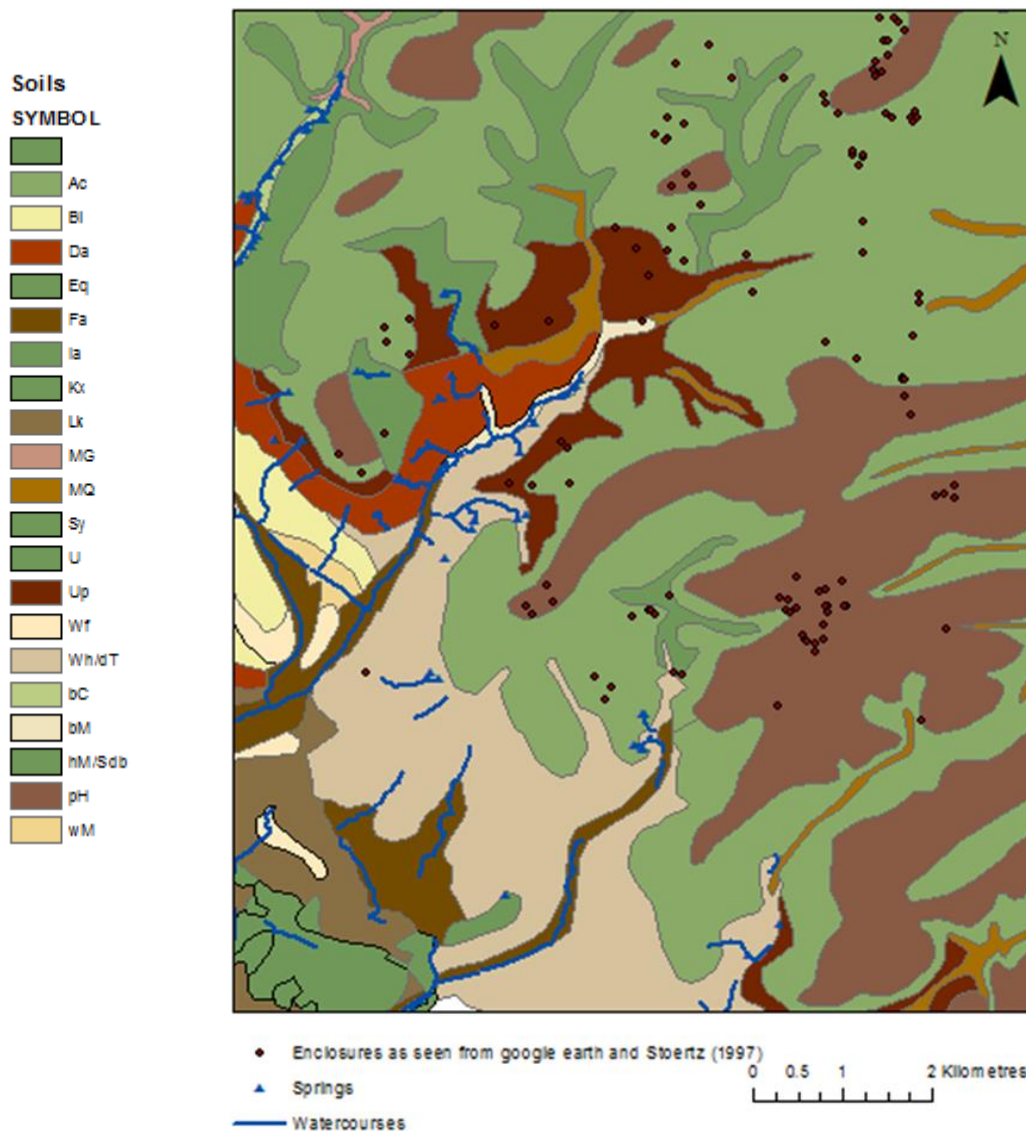 Soils
SYMBOL
Ac
Bl
Da
Eq
Fa
Ia
Kx
Lk
MG
MQ
Sy
U
Up
Wf
Wh/dT
bC
bM
hM/Sdb
pH
wM
N
Enclosures as seen from google earth and Stoertz (1997)
Springs
Watercourses
0 0.5 1 2 Kilometres